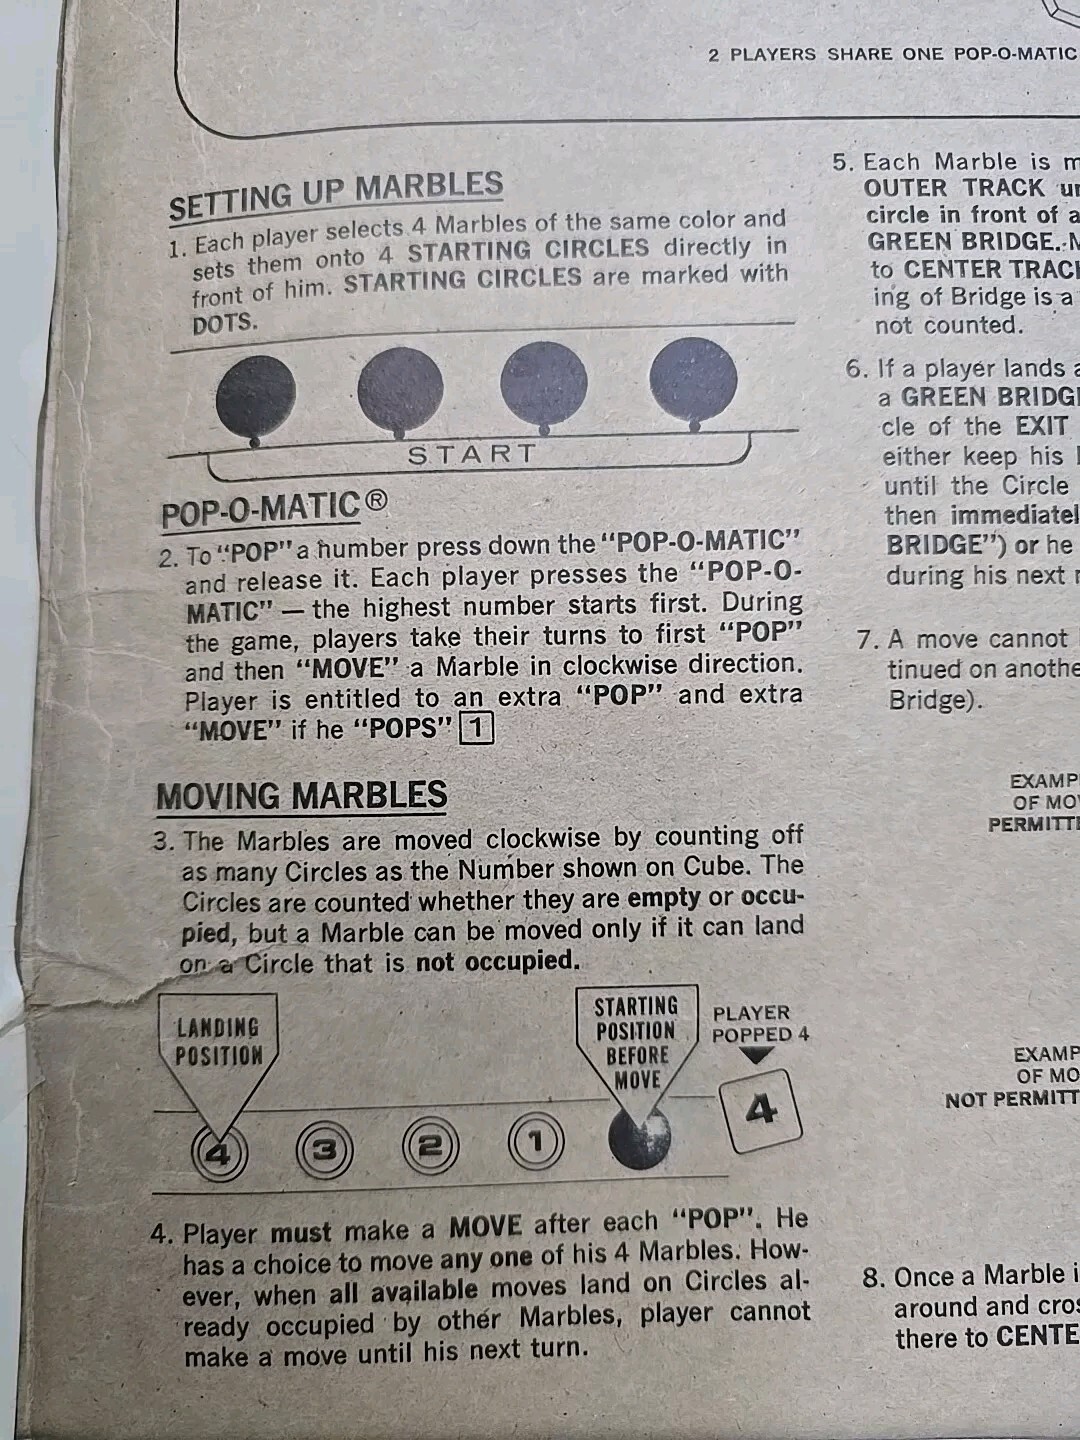 2 PLAYERS SHARE ONE POP-O-MATIC
SETTING UP MARBLES
1. Each player selects 4 Marbles of the same color and
sets them onto 4 STARTING CIRCLES directly in
front of him. STARTING CIRCLES are marked with
DOTS.
START
POP-O-MATIC®
2. To "POP" a number press down the "POP-O-MATIC"
and release it. Each player presses the "POP-O-
MATIC" — the highest number starts first. During
the game, players take their turns to first "POP"
and then "MOVE" a Marble in clockwise direction.
Player is entitled to an extra "POP" and extra
"MOVE" if he "POPS" 1
MOVING MARBLES
3. The Marbles are moved clockwise by counting off
as many Circles as the Number shown on Cube. The
Circles are counted whether they are empty or occu-
pied, but a Marble can be moved only if it can land
on a Circle that is not occupied.
LANDING
POSITION
STARTING
POSITION
BEFORE
MOVE
PLAYER
POPPED 4
4
4 3 2 1
4. Player must make a MOVE after each "POP". He
has a choice to move any one of his 4 Marbles. How-
ever, when all available moves land on Circles al-
ready occupied by other Marbles, player cannot
make a move until his next turn.
5. Each Marble is
OUTER TRACK
circle in front of
GREEN BRIDGE.
to CENTER
ing of Bridge is a
not counted.
6. If a player lands
a GREEN
cle of the EXIT
either keep his
until the Circle
then
BRIDGE") or he
during his next
7. A move cannot
tinued on
Bridge).
OF
OF
NOT
8. Once a Marble
around and
there to